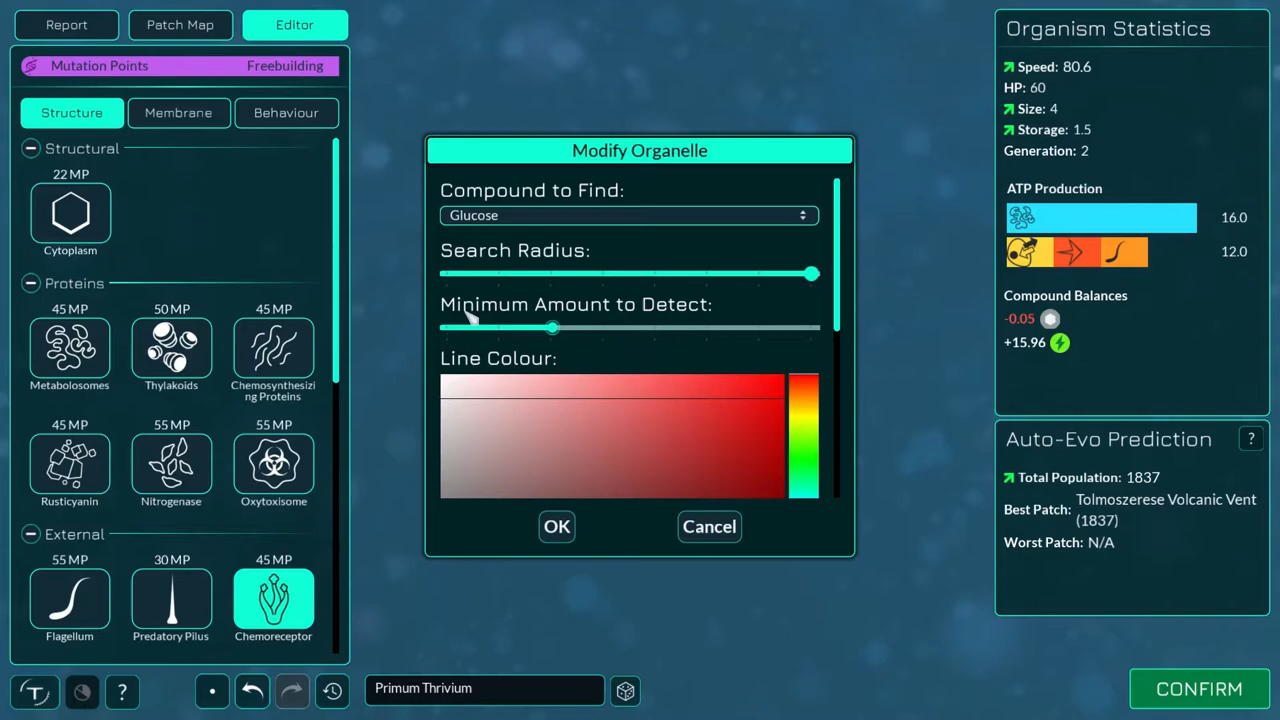 Report
Patch Map
Editor
Mutation Points
Freebuilding
Structure
Membrane
Behaviour
Structural
22 MP
Cytoplasm
Proteins
45 MP
50 MP
45 MP
Metabolosomes
Thylakoids
Chemosynthesizi
ng Proteins
45 MP
55 MP
55 MP
Rusticyanin
Nitrogenase
Oxytoxisome
External
55 MP
30 MP
45 MP
Flagellum
Predatory Pilus
Chemoreceptor
?
Primum Thrivium
Modify Organelle
Compound to Find:
Glucose
Search Radius:
Minimum Amount to Detect:
Line Colour:
OK
Cancel
Organism Statistics
Speed: 80.6
HP: 60
Size: 4
Storage: 1.5
Generation: 2
ATP Production
16.0
12.0
Compound Balances
-0.05
+15.96
Auto-Evo Prediction
?
Total Population: 1837
Best Patch: Tolmoszerese Volcanic Vent
(1837)
Worst Patch: N/A
CONFIRM